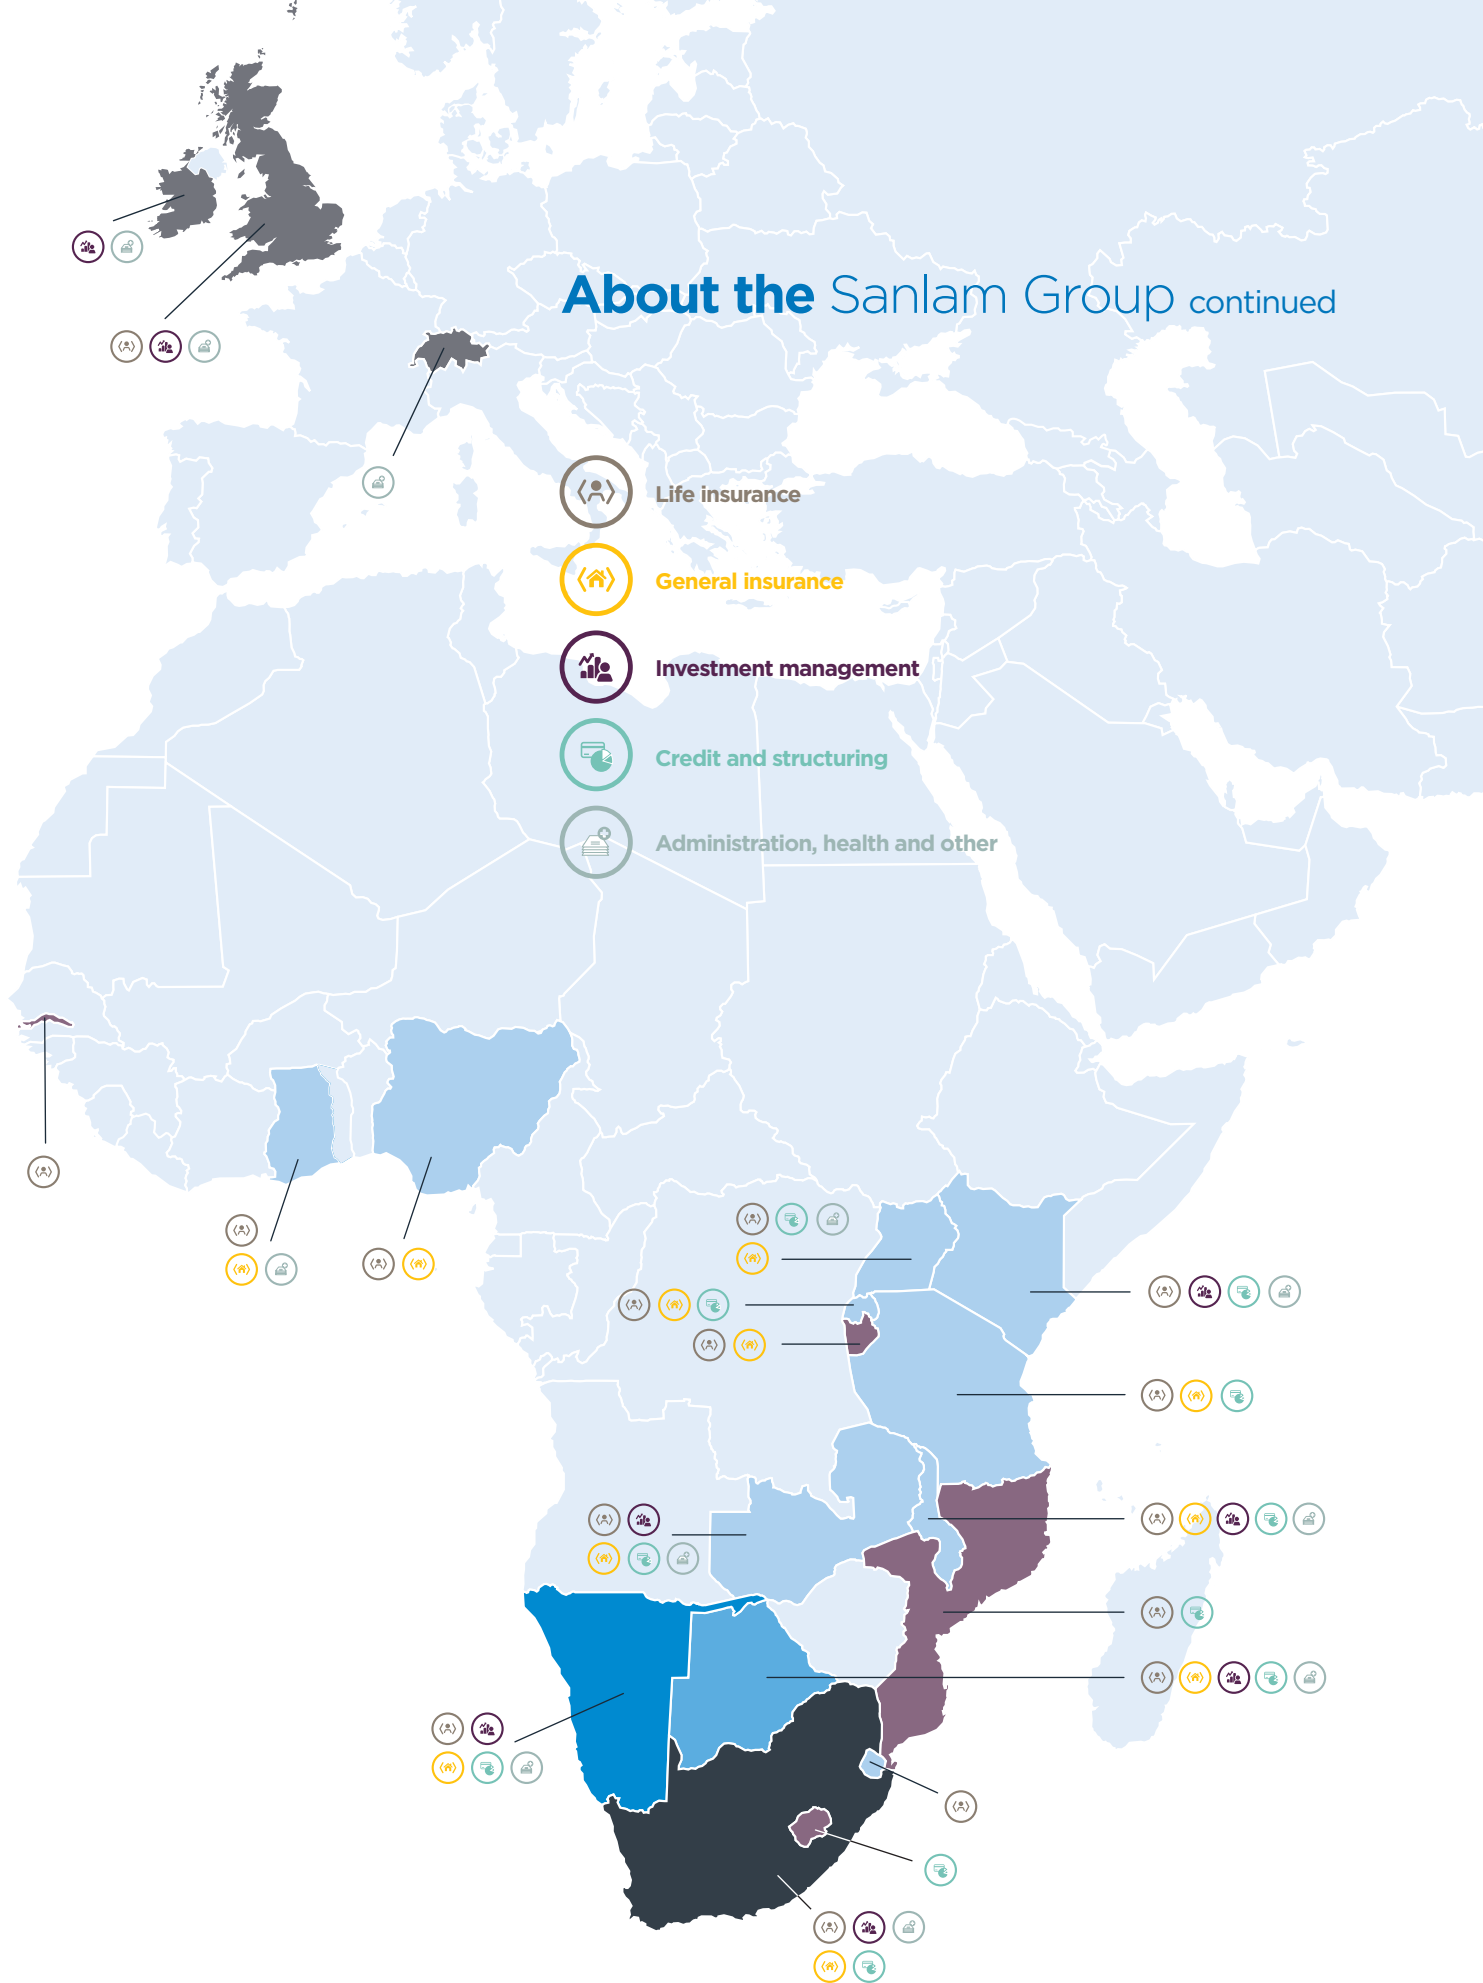 About the Sanlam Group continued
Life insurance
General insurance
Investment management
Credit and structuring
Administration, health and other